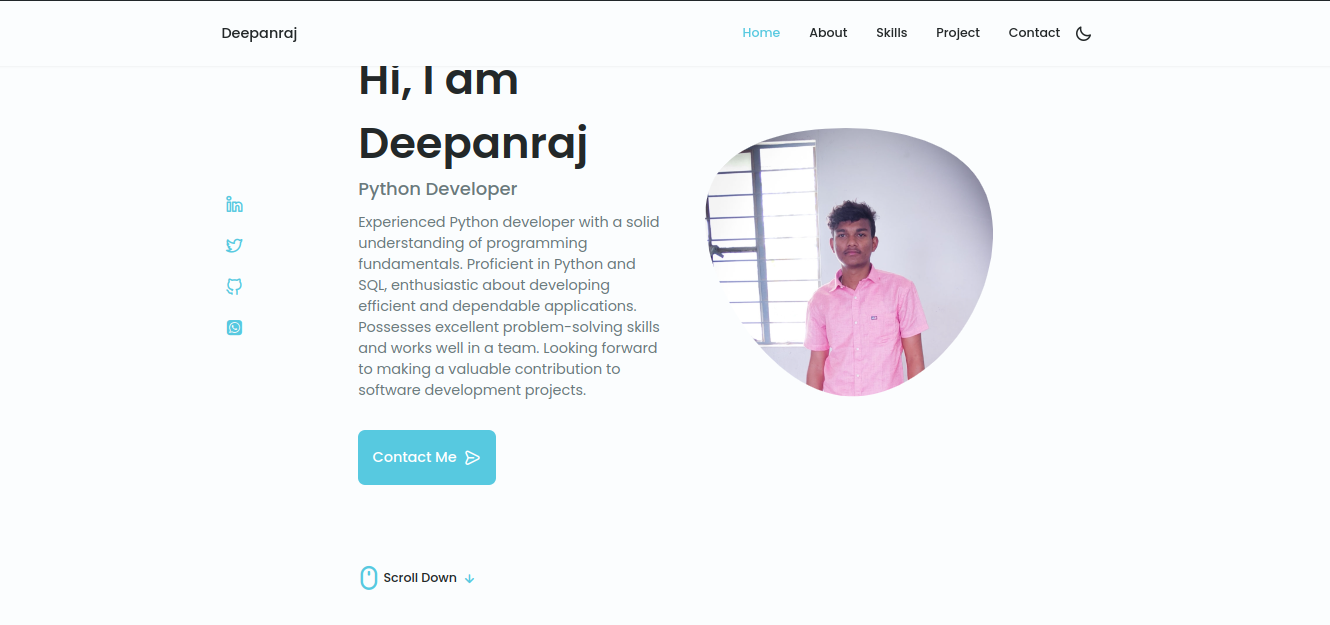 Deepanraj
Home About Skills Project Contact
Hi, I am
Deepanraj
Python Developer
Experienced Python developer with a solid
understanding of programming
fundamentals. Proficient in Python and
SQL, enthusiastic about developing
efficient and dependable applications.
Possesses excellent problem-solving skills
and works well in a team. Looking forward
to making a valuable contribution to
software development projects.
Contact Me
Scroll Down